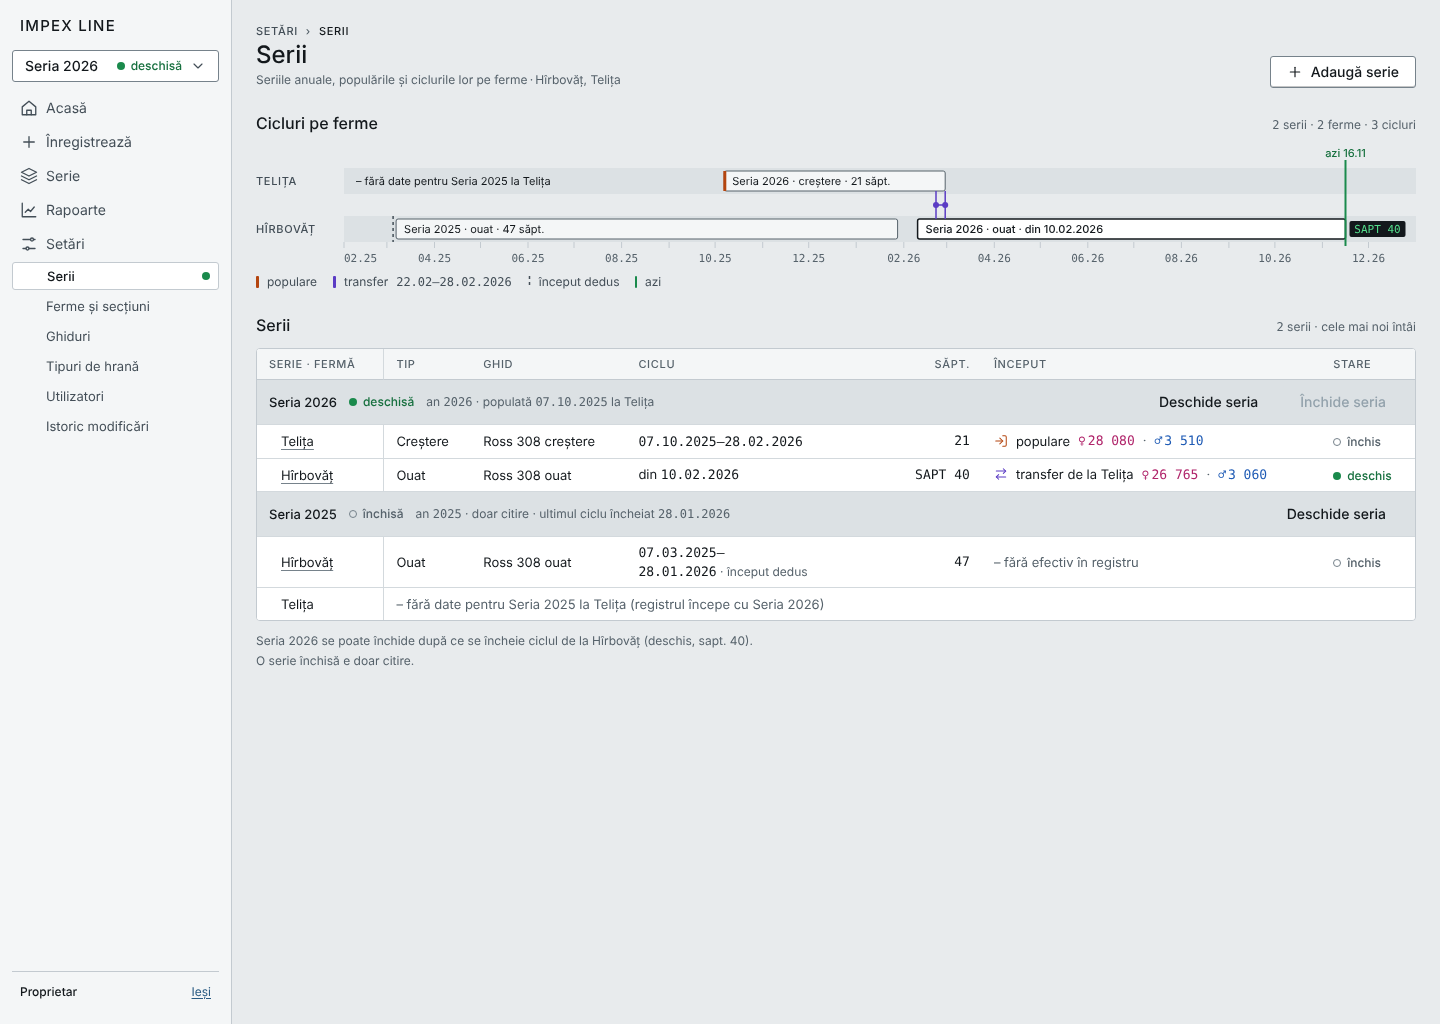 IMPEX LINE
Seria 2026 deschisă
Acasă
Înregistrează
Serie
Rapoarte
Setări
Serii
Ferme și secțiuni
Ghiduri
Tipuri de hrană
Utilizatori
Istoric modificări
Proprietar Ieși
SETĂRI › SERII
Serii
Seriile anuale, populările și ciclurile lor pe ferme · Hîrbovăț, Telița
+ Adaugă serie
Cicluri pe ferme
2 serii · 2 ferme · 3 cicluri
azi 16.11
TELIȚA – fără date pentru Seria 2025 la Telița Seria 2026 · creștere · 21 săpt.
HÎRBOVĂȚ Seria 2025 · ouat · 47 săpt. Seria 2026 · ouat · din 10.02.2026 SAPT 40
02.25 04.25 06.25 08.25 10.25 12.25 02.26 04.26 06.26 08.26 10.26 12.26
populare transfer 22.02–28.02.2026 început dedus azi
Serii
2 serii · cele mai noi întâi
SERIE · FERMĂ TIP GHID CICLU SĂPT. ÎNCEPUT STARE
Seria 2026 deschisă an 2026 · populată 07.10.2025 la Telița Deschide seria Închide seria
Telița Creștere Ross 308 creștere 07.10.2025–28.02.2026 21 populare ♀28 080 · ♂3 510 închis
Hîrbovăț Ouat Ross 308 ouat din 10.02.2026 SAPT 40 transfer de la Telița ♀26 765 · ♂3 060 deschis
Seria 2025 închisă an 2025 · doar citire · ultimul ciclu încheiat 28.01.2026 Deschide seria
Hîrbovăț Ouat Ross 308 ouat 07.03.2025– 47 – fără efectiv în registru închis
28.01.2026 · început dedus
Telița – fără date pentru Seria 2025 la Telița (registrul începe cu Seria 2026)
Seria 2026 se poate închide după ce se încheie ciclul de la Hîrbovăț (deschis, sapt. 40).
O serie închisă e doar citire.